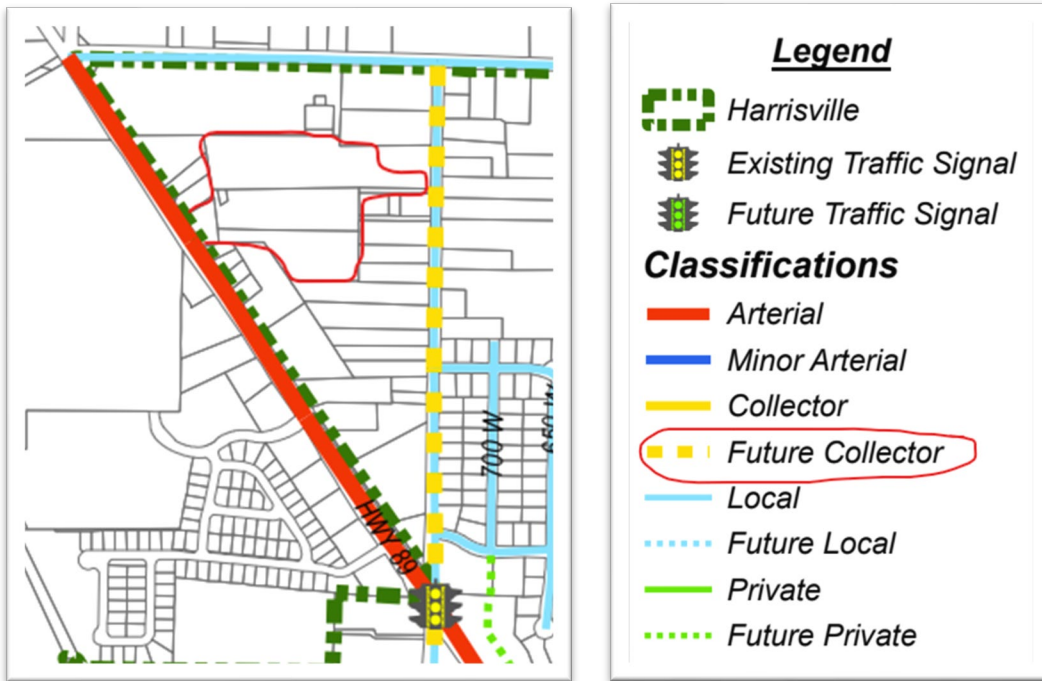 HWY 89
700 W
650 W
Legend
Harrisville
Existing Traffic Signal
Future Traffic Signal
Classifications
Arterial
Minor Arterial
Collector
Future Collector
Local
Future Local
Private
Future Private